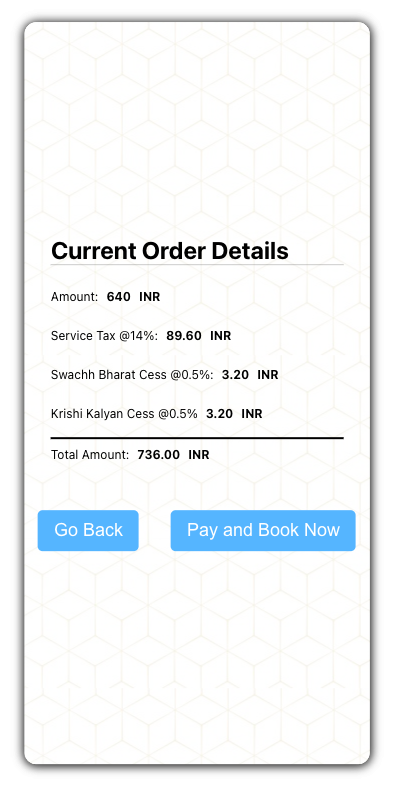 Current Order Details
Amount: 640 INR
Service Tax @14%: 89.60 INR
Swachh Bharat Cess @0.5%: 3.20 INR
Krishi Kalyan Cess @0.5% 3.20 INR
Total Amount: 736.00 INR
Go Back
Pay and Book Now